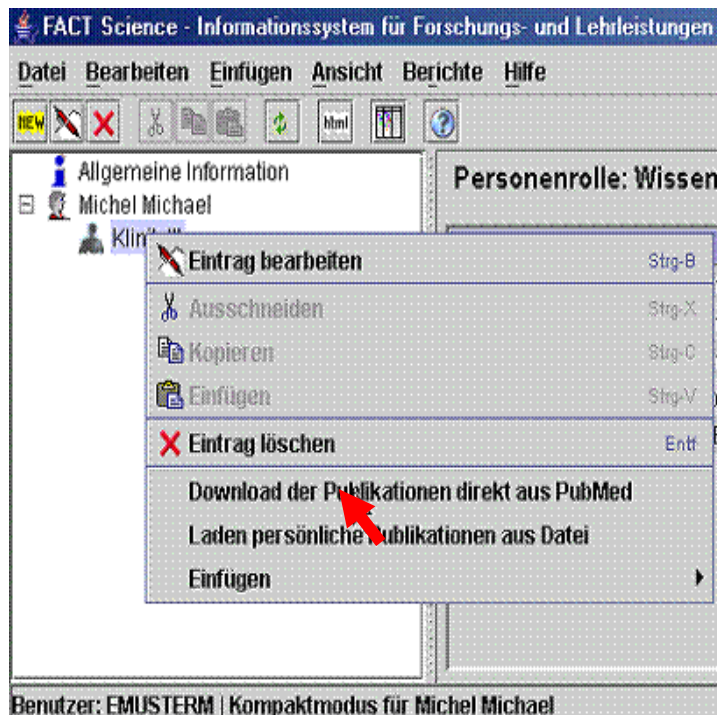 FACT Science - Informationssystem für Forschungs- und Lehrleistungen
Datei Bearbeiten Einfügen Ansicht Berichte Hilfe
NEW html
Allgemeine Information
Personenrolle: Wissen
Michel Michael
Eintrag bearbeiten Strg-B
Ausschneiden Strg-X
Kopieren Strg-C
Einfügen Strg-V
Eintrag löschen Entf
Download der Publikationen direkt aus PubMed
Laden persönliche Publikationen aus Datei
Einfügen
Benutzer: EMUSTERM | Kompaktmodus für Michel Michael